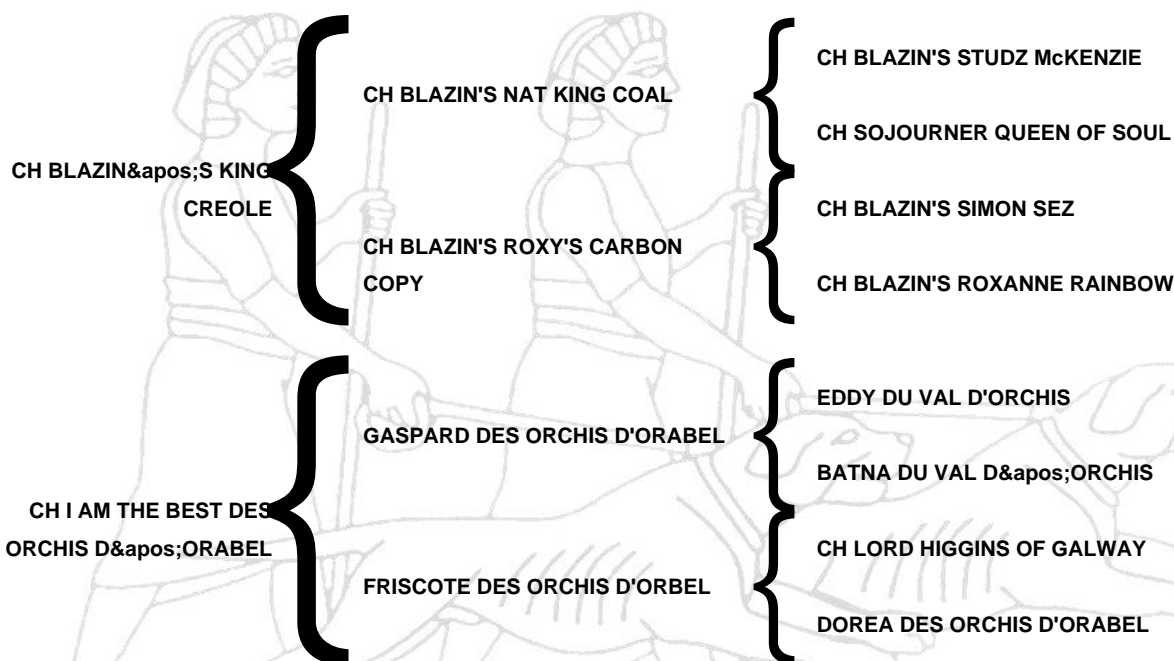 CH BLAZIN'S STUDZ McKENZIE
CH BLAZIN'S NAT KING COAL
CH SOJOURNER QUEEN OF SOUL
CH BLAZIN&apos;S KING
CREOLE
CH BLAZIN'S SIMON SEZ
CH BLAZIN'S ROXY'S CARBON
COPY
CH BLAZIN'S ROXANNE RAINBOW
EDDY DU VAL D'ORCHIS
GASPARD DES ORCHIS D'ORABEL
BATNA DU VAL D&apos;ORCHIS
CH I AM THE BEST DES
ORCHIS D&apos;ORABEL
CH LORD HIGGINS OF GALWAY
FRISCOTE DES ORCHIS D'ORBEL
DOREA DES ORCHIS D'ORABEL